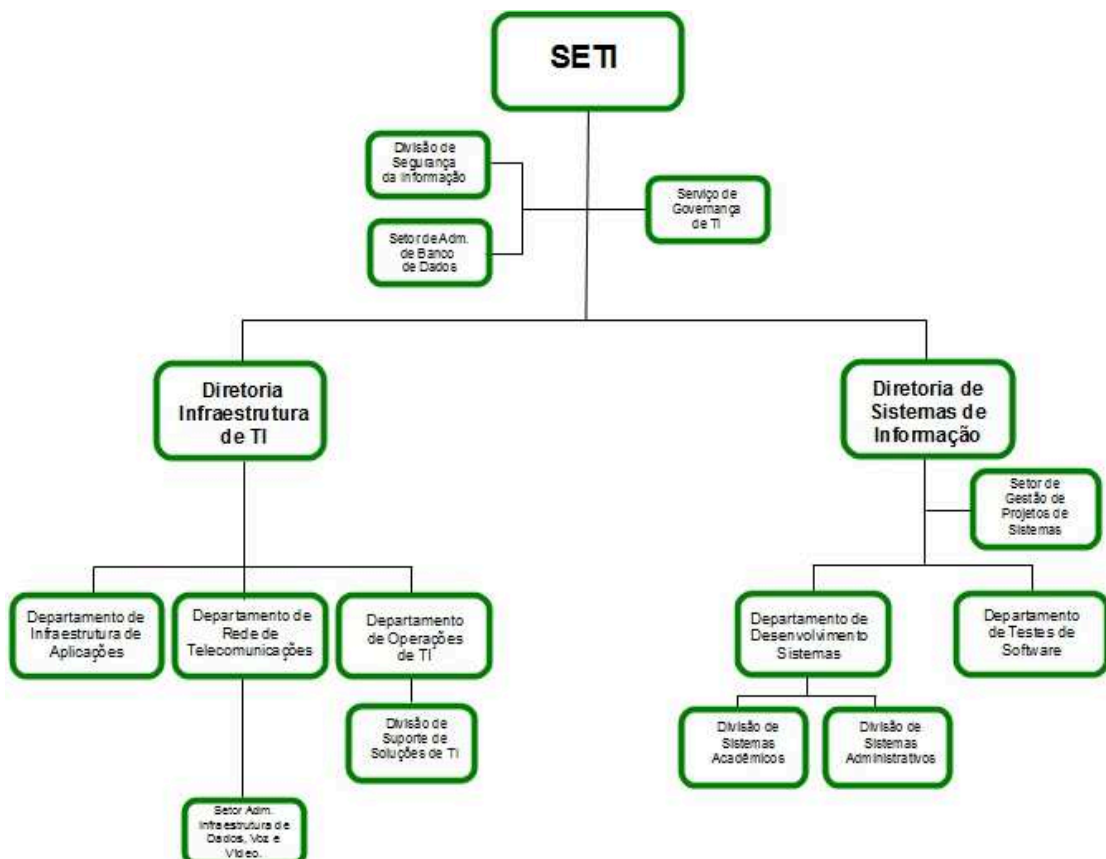 SETI
Divisão de
Segurança
da Informação
Serviço de
Governança
de TI
Setor de Adm.
de Banco
de Dados
Diretoria
Infraestrutura
de TI
Diretoria de
Sistemas de
Informação
Setor de
Gestão de
Projetos de
Sistemas
Departamento de
Infraestrutura de
Aplicações
Departamento de
Rede de
Telecomunicações
Departamento
de Operações
de TI
Departamento de
Desenvolvimento
Sistemas
Departamento
de Testes de
Software
Divisão de
Suporte de
Soluções de TI
Divisão de
Sistemas
Acadêmicos
Divisão de
Sistemas
Administrativos
Setor Adm.
Infraestrutura de
Dados, Voz e
Vídeo.